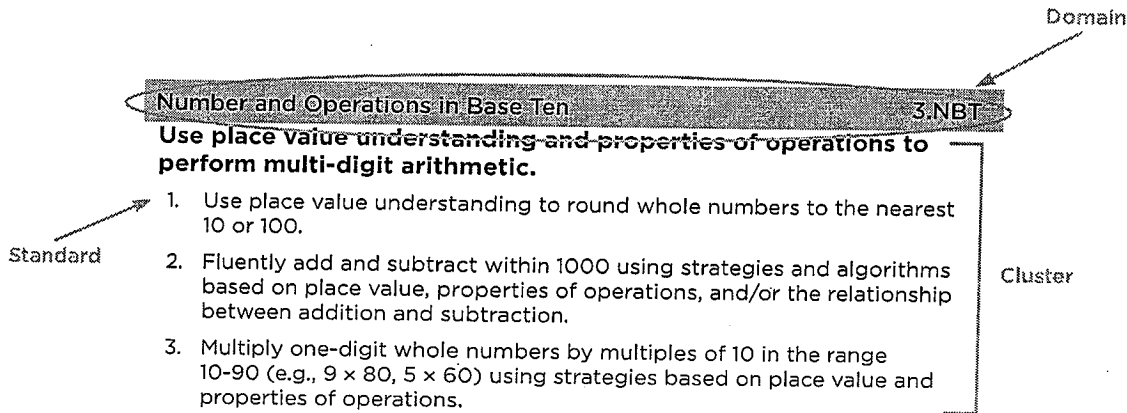 Domain
Number and Operations in Base Ten 3.NBT
Use place value understanding and properties of operations to
perform multi-digit arithmetic.
1. Use place value understanding to round whole numbers to the nearest
10 or 100.
Standard
2. Fluently add and subtract within 1000 using strategies and algorithms
based on place value, properties of operations, and/or the relationship
between addition and subtraction.
Cluster
3. Multiply one-digit whole numbers by multiples of 10 in the range
10-90 (e.g., 9 x 80, 5 x 60) using strategies based on place value and
properties of operations.